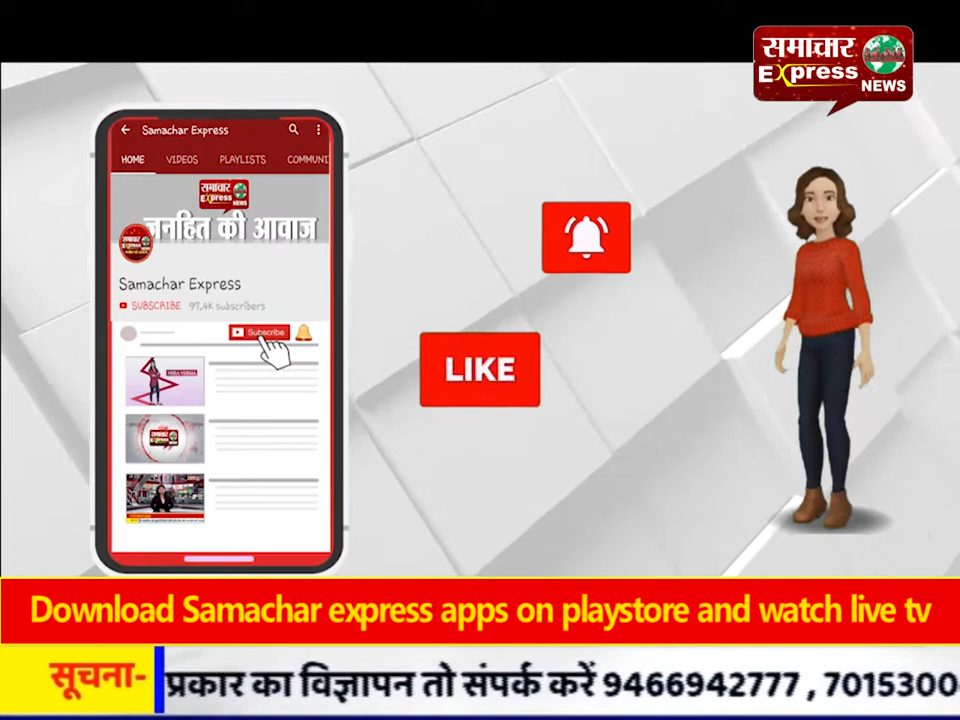 समाचार
Express
NEWS
Samachar Express
HOME VIDEOS PLAYLISTS COMMUNI
समाचार
Express
NEWS
जनहित की आवाज
Samachar Express
SUBSCRIBE 97.4K subscribers
Subscribe
LIKE
Download Samachar express apps on playstore and watch live tv
सूचना- प्रकार का विज्ञापन तो संपर्क करें 9466942777 , 7015300